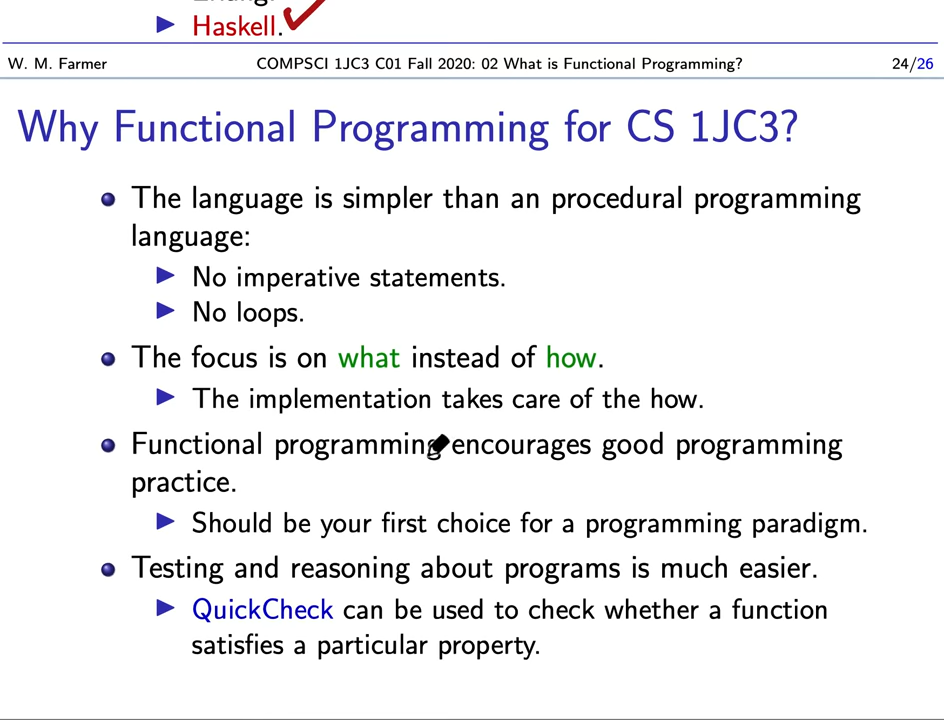 ▶ Haskell.
W. M. Farmer COMPSCI 1JC3 C01 Fall 2020: 02 What is Functional Programming? 24/26
Why Functional Programming for CS 1JC3?
The language is simpler than an procedural programming
language:
▶ No imperative statements.
▶ No loops.
The focus is on what instead of how.
▶ The implementation takes care of the how.
Functional programming encourages good programming
practice.
▶ Should be your first choice for a programming paradigm.
Testing and reasoning about programs is much easier.
▶ QuickCheck can be used to check whether a function
satisfies a particular property.